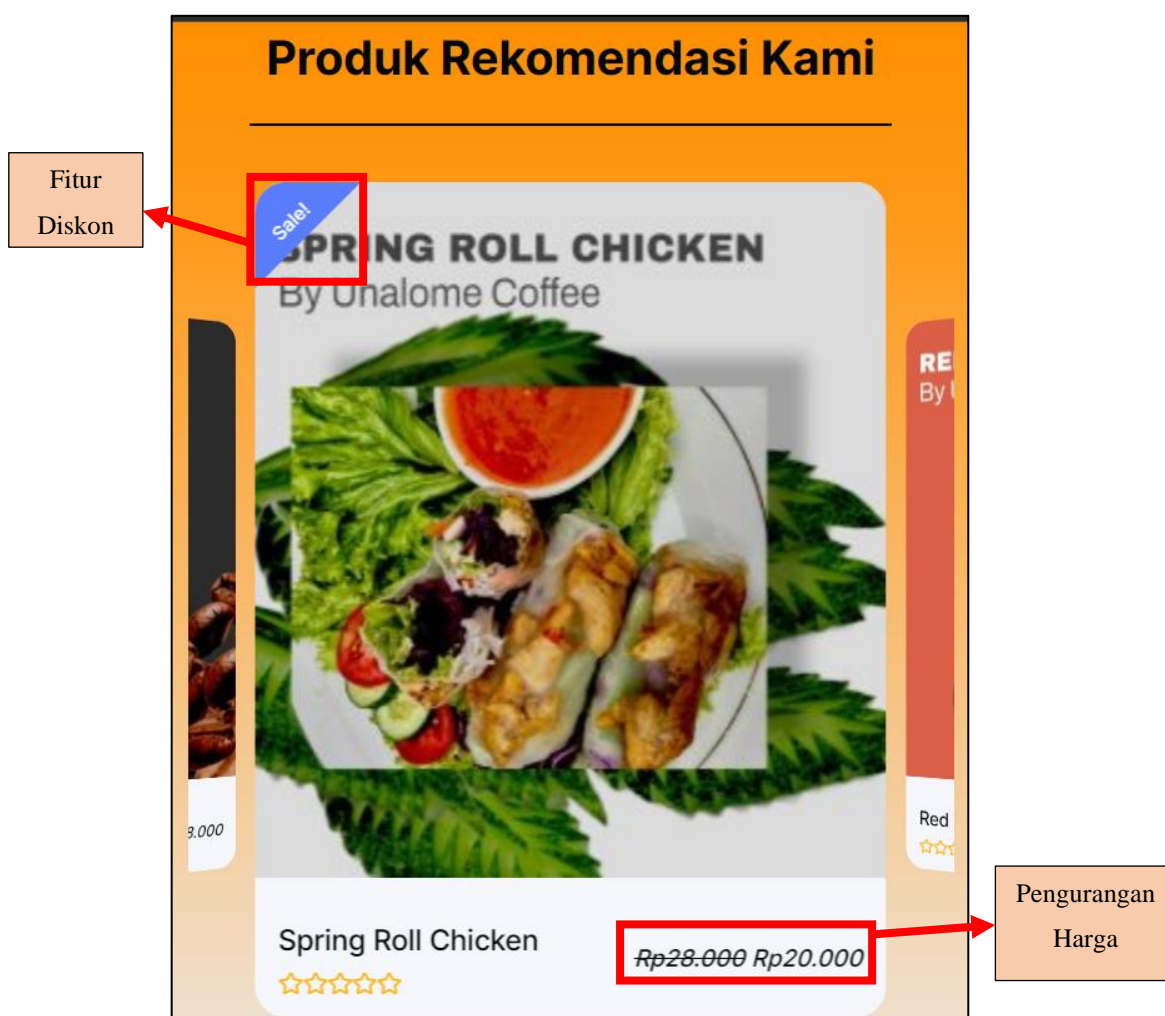 Produk Rekomendasi Kami
Fitur
Diskon
Sale!
SPRING ROLL CHICKEN
By Unalome Coffee
By
Spring Roll Chicken
Rp28.000 Rp20.000
Red
Pengurangan
Harga